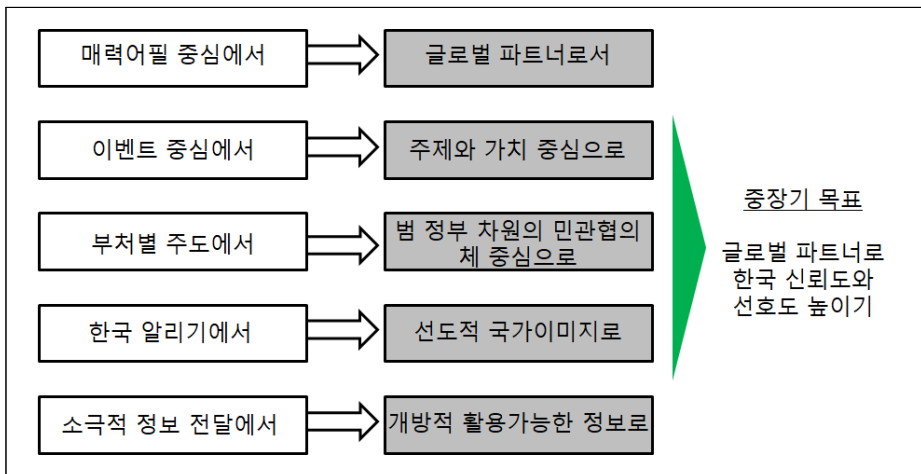 매력어필 중심에서
글로벌 파트너로서
이벤트 중심에서
주제와 가치 중심으로
부처별 주도에서
범 정부 차원의 민관협의
체 중심으로
한국 알리기에서
선도적 국가이미지로
소극적 정보 전달에서
개방적 활용가능한 정보로
중장기 목표
글로벌 파트너로
한국 신뢰도와
선호도 높이기